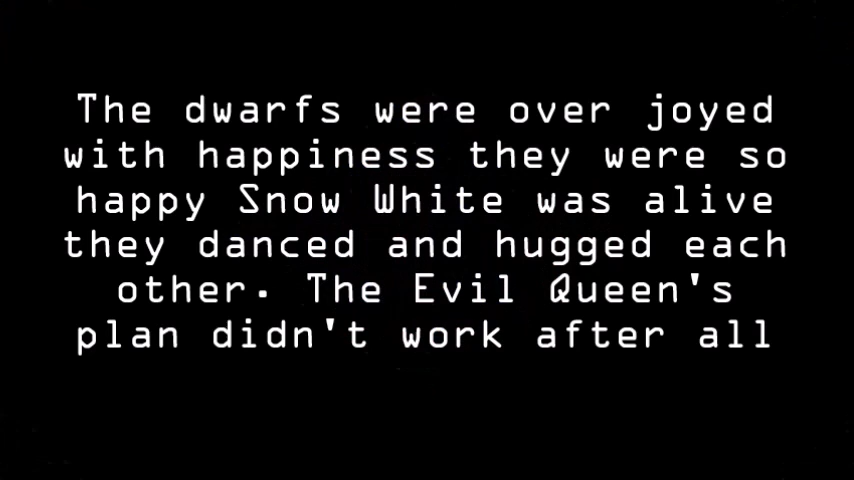 The dwarfs were over joyed
with happiness they were so
happy Snow White was alive
they danced and hugged each
other. The Evil Queen's
plan didn't work after all